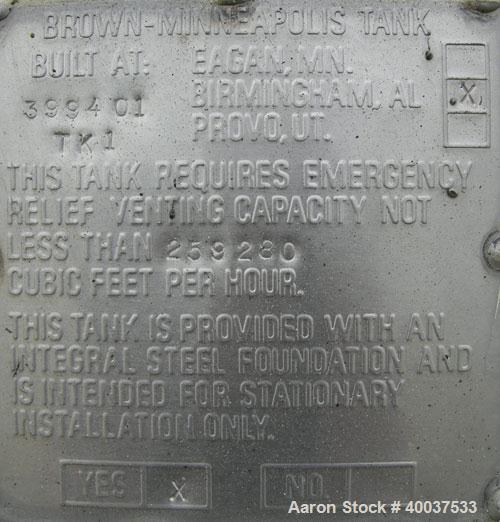 BROWN-MINNEAPOLIS TANK
BUILT AT: EAGAN, MN.
399401 BIRMINGHAM, AL X
TK1 PROVO, UT.
THIS TANK REQUIRES EMERGENCY
RELIEF VENTING CAPACITY NOT
LESS THAN 259280
CUBIC FEET PER HOUR.
THIS TANK IS PROVIDED WITH AN
INTEGRAL STEEL FOUNDATION AND
IS INTENDED FOR STATIONARY
INSTALLATION ONLY.
YES X NO.
Aaron Stock # 40037533